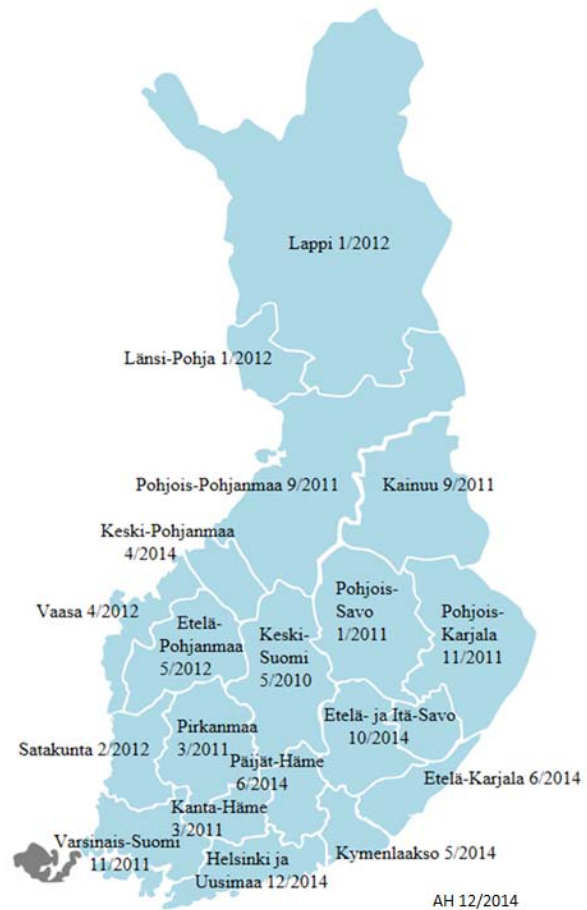 Lappi 1/2012
Länsi-Pohja 1/2012
Pohjois-Pohjanmaa 9/2011
Kainuu 9/2011
Keski-Pohjanmaa
4/2014
Vaasa 4/2012
Etelä-
Pohjanmaa
5/2012
Keski-
Suomi
5/2010
Pohjois-
Savo
1/2011
Pohjois-
Karjala
11/2011
Etelä- ja Itä-Savo
10/2014
Satakunta 2/2012
Pirkanmaa
3/2011
Päijät-Häme
6/2014
Etelä-Karjala 6/2014
Kanta-Häme
3/2011
Varsinais-Suomi
11/2011
Helsinki ja
Uusimaa 12/2014
Kymenlaakso 5/2014
AH 12/2014